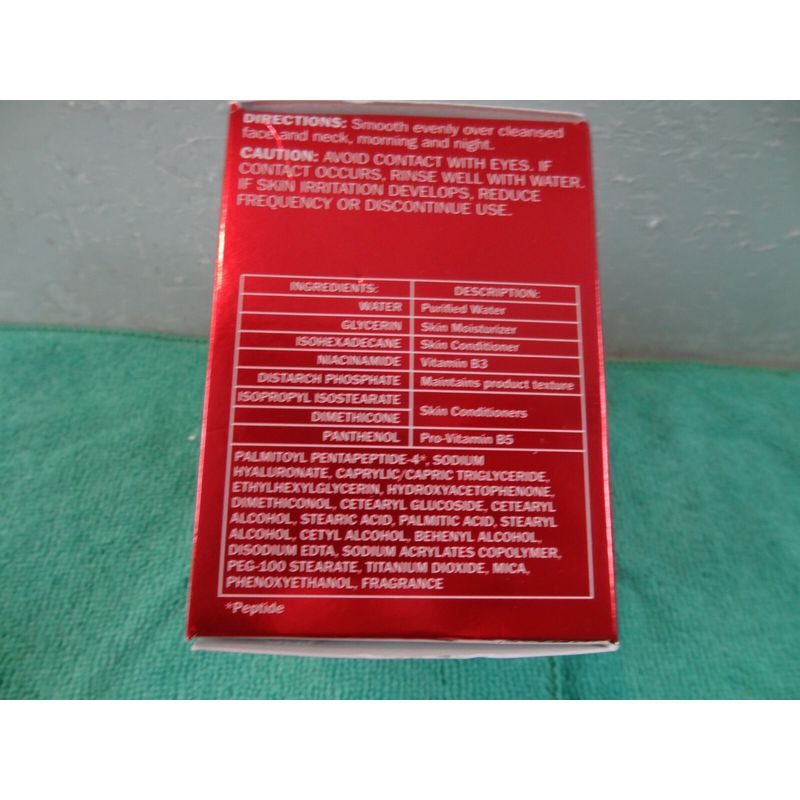 DIRECTIONS: Smooth evenly over cleansed
face and neck, morning and night.
CAUTION: AVOID CONTACT WITH EYES. IF
CONTACT OCCURS, RINSE WELL WITH WATER.
IF SKIN IRRITATION DEVELOPS, REDUCE
FREQUENCY OR DISCONTINUE USE.
INGREDIENTS: DESCRIPTION:
WATER Purified Water
GLYCERIN Skin Moisturizer
ISOHEXADECANE Skin Conditioner
NIACINAMIDE Vitamin B3
DISTARCH PHOSPHATE Maintains product texture
ISOPROPYL ISOSTEARATE
DIMETHICONE Skin Conditioners
PANTHENOL Pro-Vitamin B5
PALMITOYL PENTAPEPTIDE-4*, SODIUM
HYALURONATE, CAPRYLIC/CAPRIC TRIGLYCERIDE,
ETHYLHEXYLGLYCERIN, HYDROXYACETOPHENONE,
DIMETHICONOL, CETEARYL GLUCOSIDE, CETEARYL
ALCOHOL, STEARIC ACID, PALMITIC ACID, STEARYL
ALCOHOL, CETYL ALCOHOL, BEHENYL ALCOHOL,
DISODIUM EDTA, SODIUM ACRYLATES COPOLYMER,
PEG-100 STEARATE, TITANIUM DIOXIDE, MICA,
PHENOXYETHANOL, FRAGRANCE
*Peptide